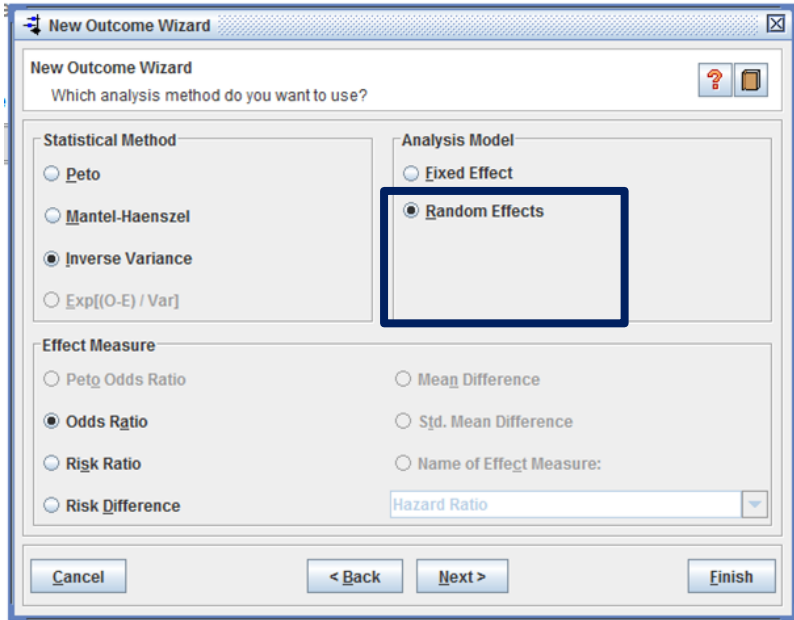 New Outcome Wizard
New Outcome Wizard
Which analysis method do you want to use?
Statistical Method
Peto
Mantel-Haenszel
Inverse Variance
Exp[(O-E) / Var]
Analysis Model
Fixed Effect
Random Effects
Effect Measure
Peto Odds Ratio
Odds Ratio
Risk Ratio
Risk Difference
Mean Difference
Std. Mean Difference
Name of Effect Measure:
Hazard Ratio
Cancel
< Back
Next >
Finish